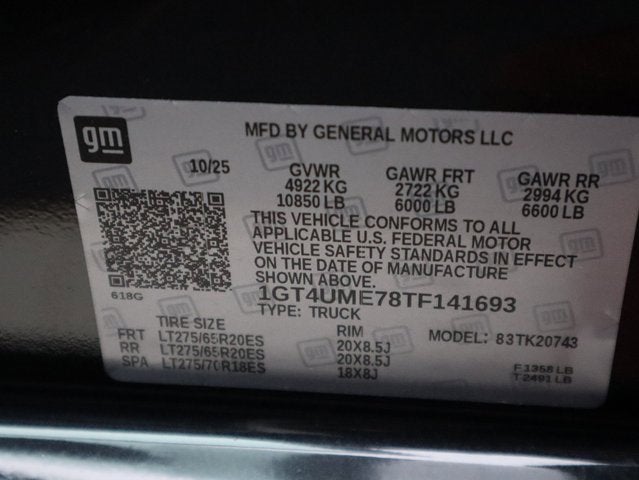 gm
MFD BY GENERAL MOTORS LLC
10/25
GVWR GAWR FRT GAWR RR
4922 KG 2722 KG 2994 KG
10850 LB 6000 LB 6600 LB
THIS VEHICLE CONFORMS TO ALL
APPLICABLE U.S. FEDERAL MOTOR
VEHICLE SAFETY STANDARDS IN EFFECT
ON THE DATE OF MANUFACTURE
SHOWN ABOVE.
618G
1GT4UME78TF141693
TYPE: TRUCK
TIRE SIZE RIM MODEL: 83TK20743
FRT LT275/65R20ES 20X8.5J
RR LT275/65R20ES 20X8.5J
SPA LT275/70R18ES 18X8J
F 1358 LB
T 2491 LB